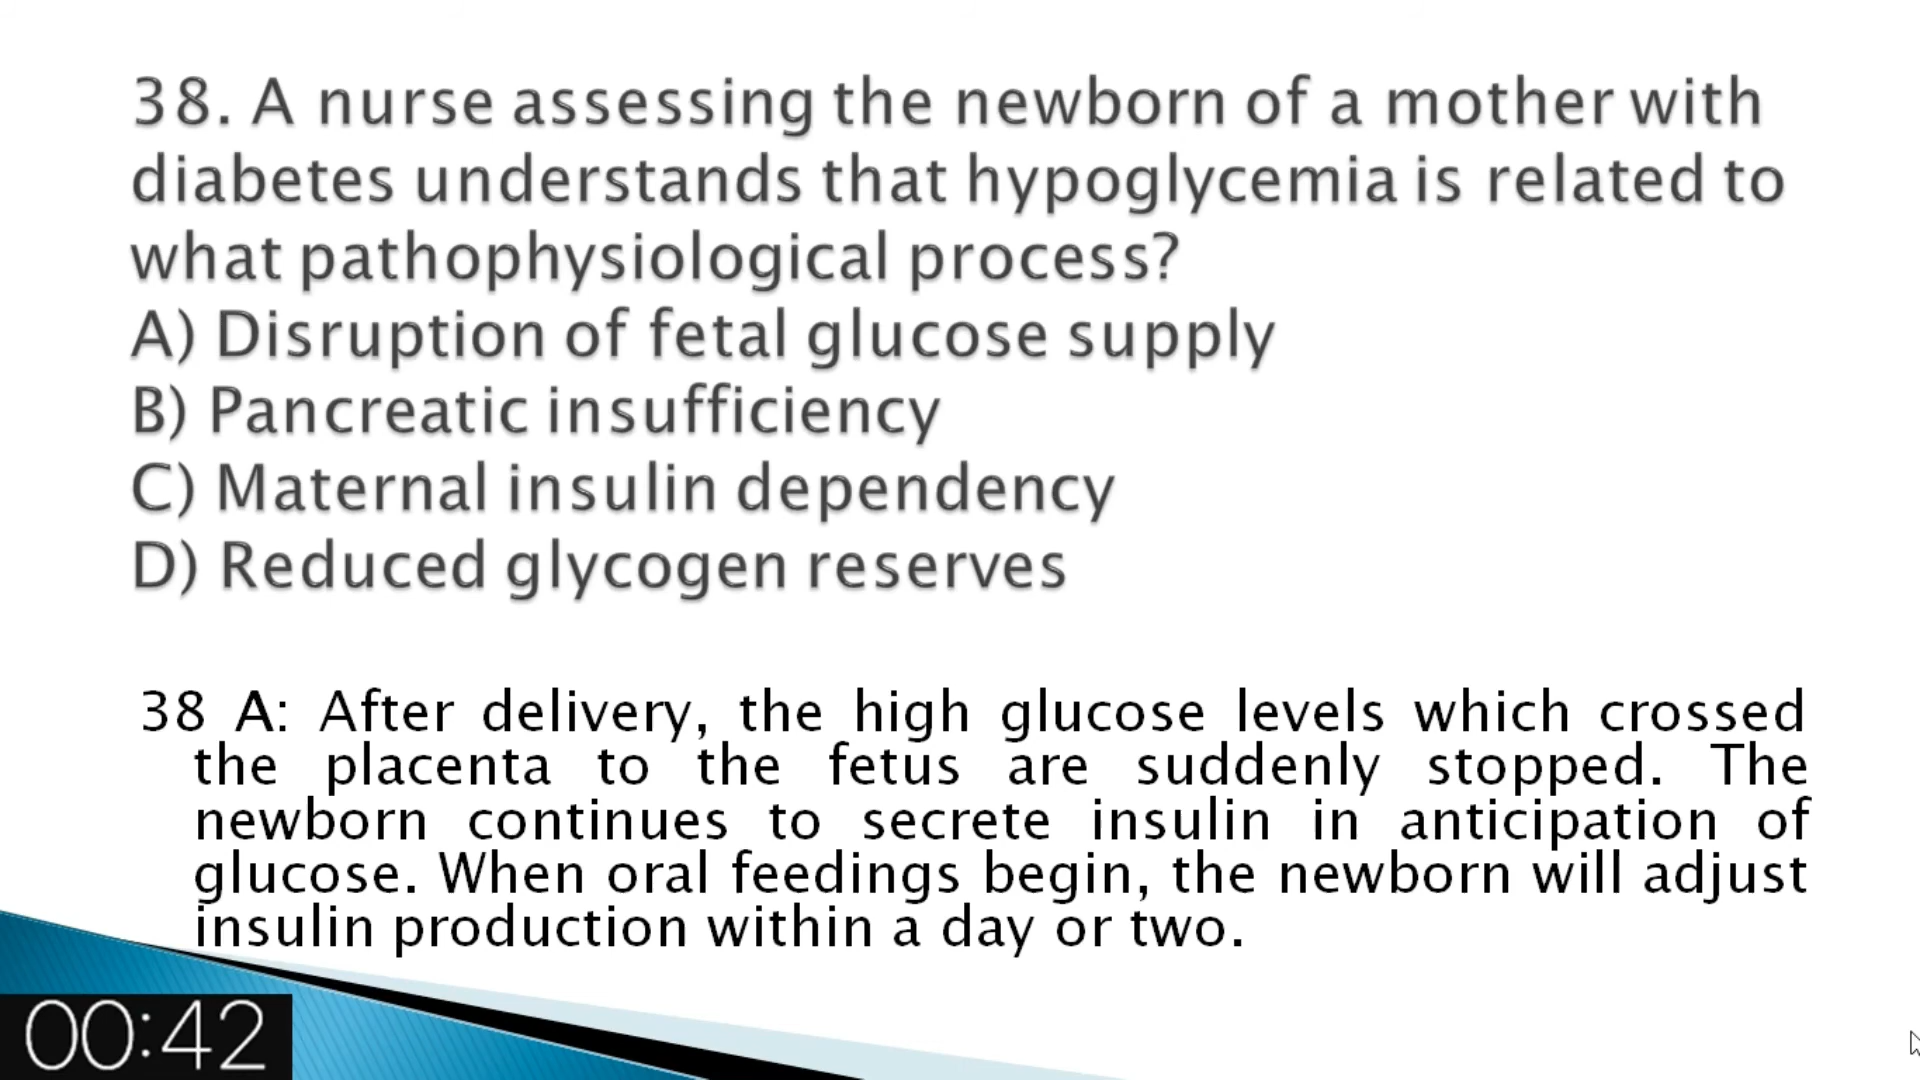 38. A nurse assessing the newborn of a mother with
diabetes understands that hypoglycemia is related to
what pathophysiological process?
A) Disruption of fetal glucose supply
B) Pancreatic insufficiency
C) Maternal insulin dependency
D) Reduced glycogen reserves
38 A: After delivery, the high glucose levels which crossed
the placenta to the fetus are suddenly stopped. The
newborn continues to secrete insulin in anticipation of
glucose. When oral feedings begin, the newborn will adjust
insulin production within a day or two.
00:42